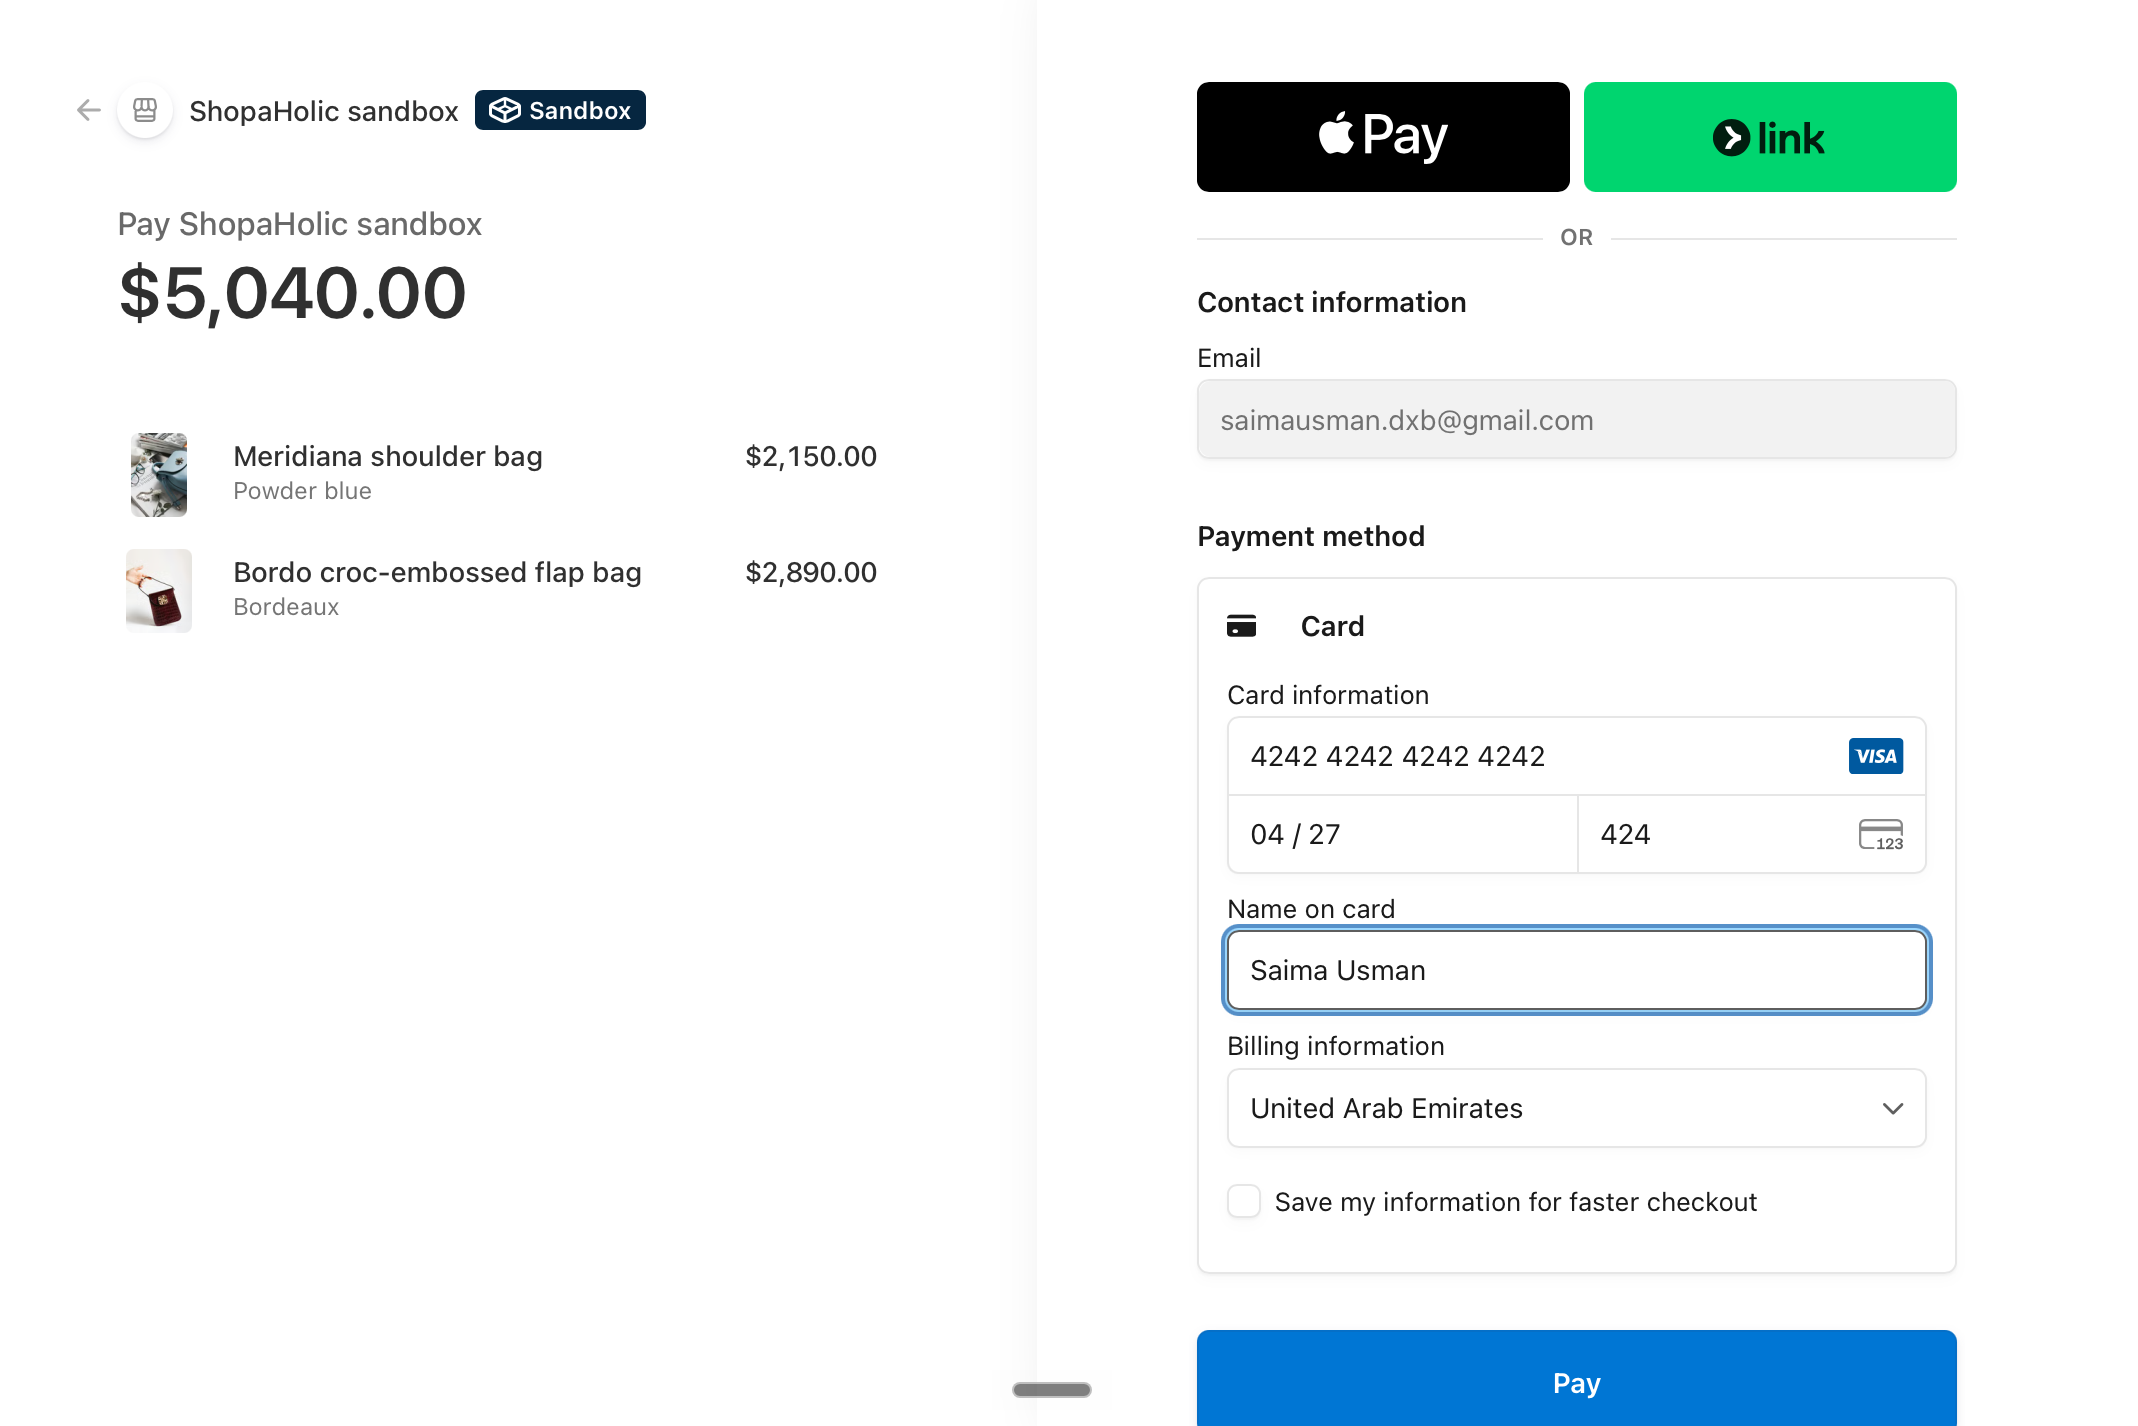 ShopaHolic sandbox Sandbox
Pay ShopaHolic sandbox
$5,040.00
Meridiana shoulder bag $2,150.00
Powder blue
Bordo croc-embossed flap bag $2,890.00
Bordeaux
Pay link
OR
Contact information
Email
saimausman.dxb@gmail.com
Payment method
Card
Card information
4242 4242 4242 4242 VISA
04 / 27 424 123
Name on card
Saima Usman
Billing information
United Arab Emirates
Save my information for faster checkout
Pay